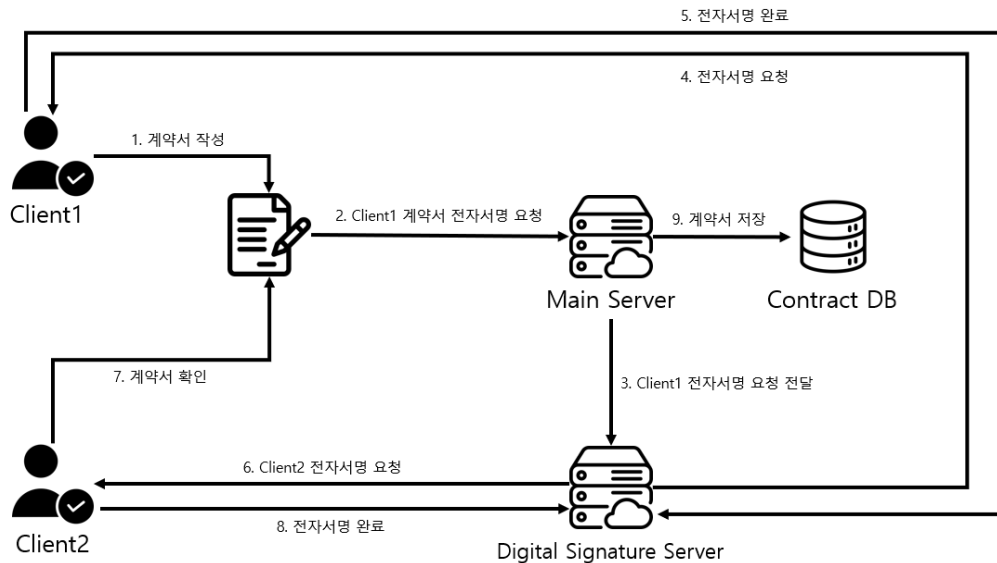 5. 전자서명 완료
4. 전자서명 요청
1. 계약서 작성
Client1
2. Client1 계약서 전자서명 요청
9. 계약서 저장
Main Server
Contract DB
7. 계약서 확인
3. Client1 전자서명 요청 전달
6. Client2 전자서명 요청
8. 전자서명 완료
Client2
Digital Signature Server